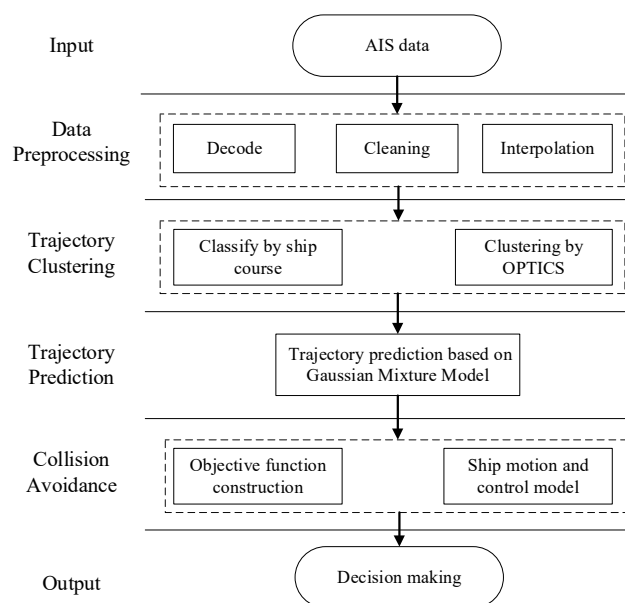 Input
AIS data
Data
Preprocessing
Decode
Cleaning
Interpolation
Trajectory
Clustering
Classify by ship
course
Clustering by
OPTICS
Trajectory
Prediction
Trajectory prediction based on
Gaussian Mixture Model
Collision
Avoidance
Objective function
construction
Ship motion and
control model
Output
Decision making